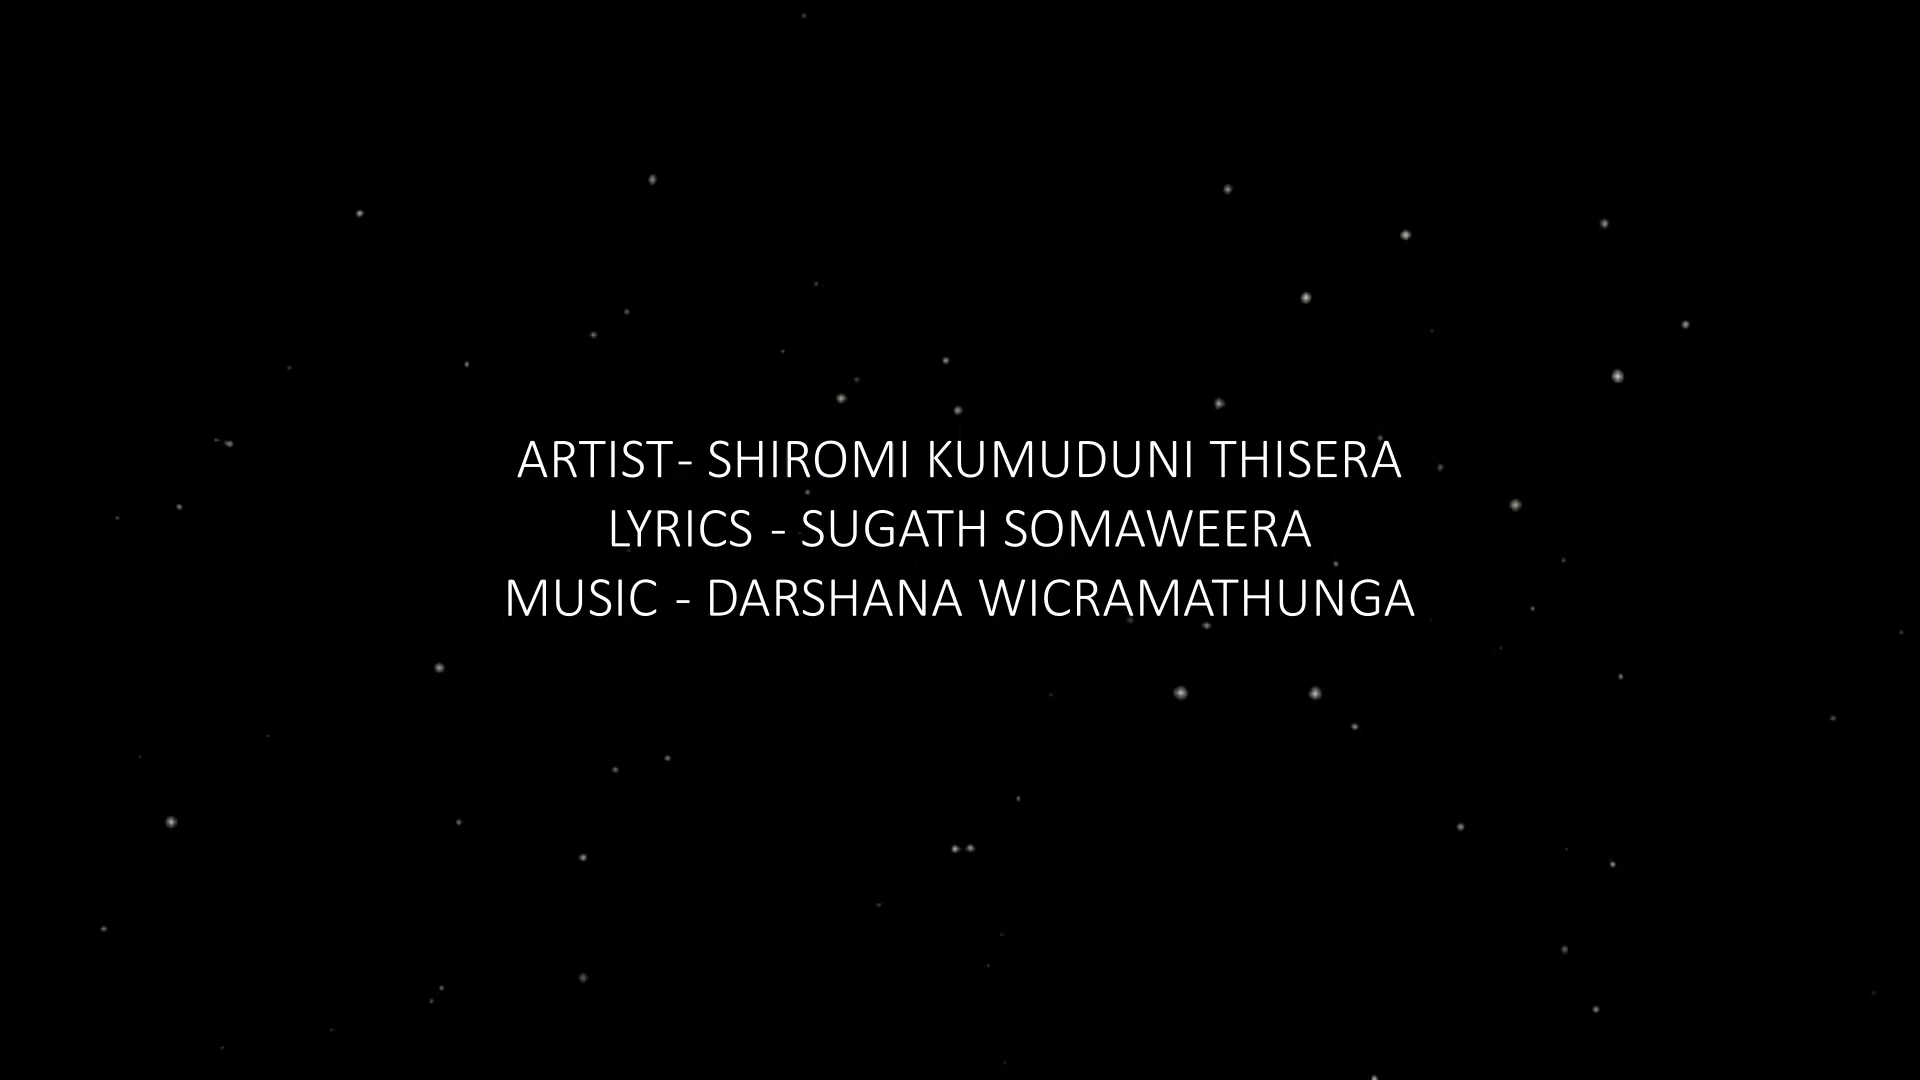 ARTIST- SHIROMI KUMUDUNI THISERA
LYRICS - SUGATH SOMAWEERA
MUSIC - DARSHANA WICRAMATHUNGA